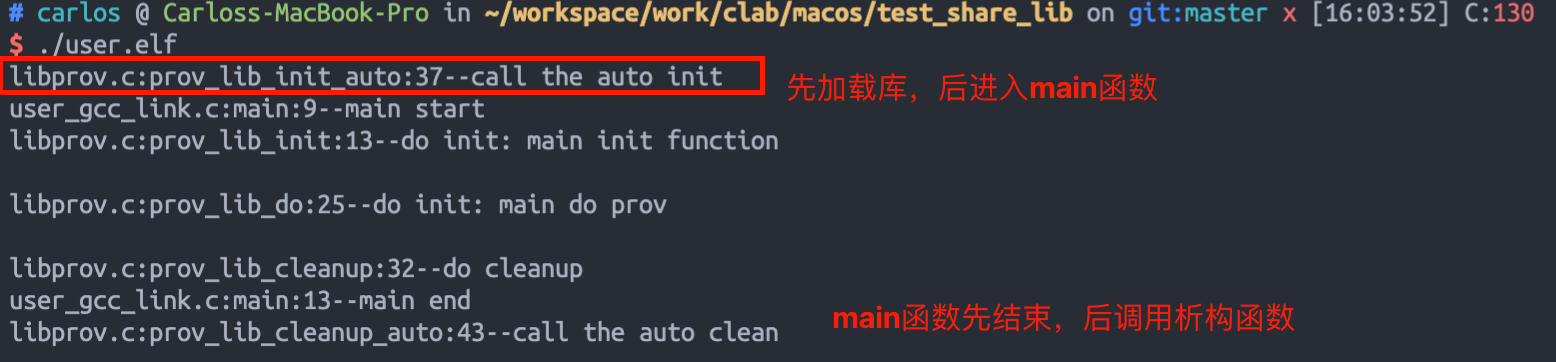 # carlos @ Carloss-MacBook-Pro in ~/workspace/work/clab/macos/test_share_lib on git:master x [16:03:52] C:130
$ ./user.elf
libprov.c:prov_lib_init_auto:37--call the auto init
先加载库，后进入main函数
user_gcc_link.c:main:9--main start
libprov.c:prov_lib_init:13--do init: main init function
libprov.c:prov_lib_do:25--do init: main do prov
libprov.c:prov_lib_cleanup:32--do cleanup
user_gcc_link.c:main:13--main end
main函数先结束，后调用析构函数
libprov.c:prov_lib_cleanup_auto:43--call the auto clean